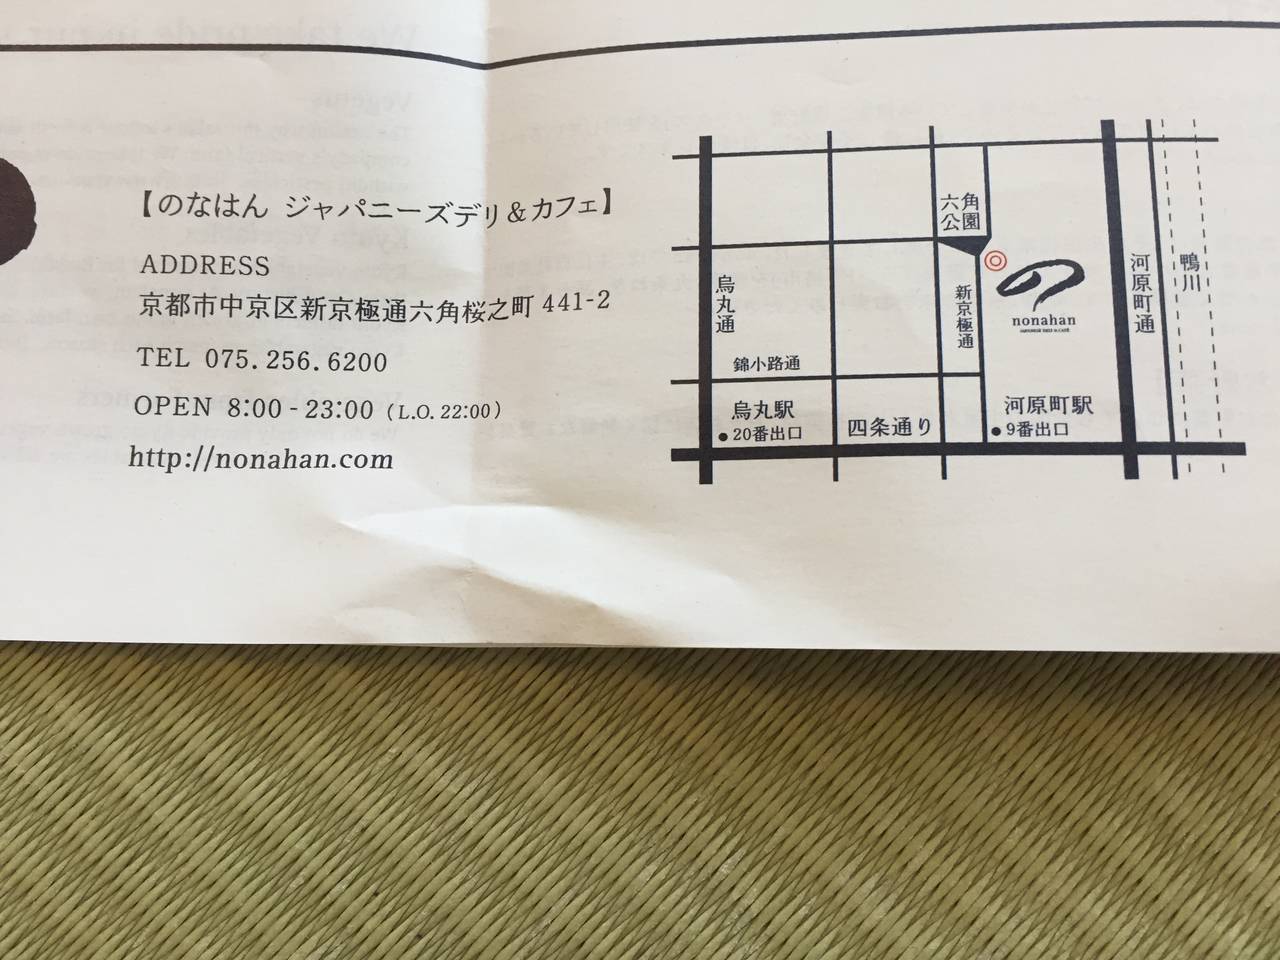 【のなはん ジャパニーズデリ&カフェ】
ADDRESS
京都市中京区新京極通六角桜之町 441-2
TEL 075.256.6200
OPEN 8:00 - 23:00 (L.O. 22:00)
http://nonahan.com
六角
公園
烏丸通
新京極通
の
nonahan
JAPANESE DELI & CAFE
河原町通
鴨川
錦小路通
烏丸駅
●20番出口
四条通り
河原町駅
●9番出口